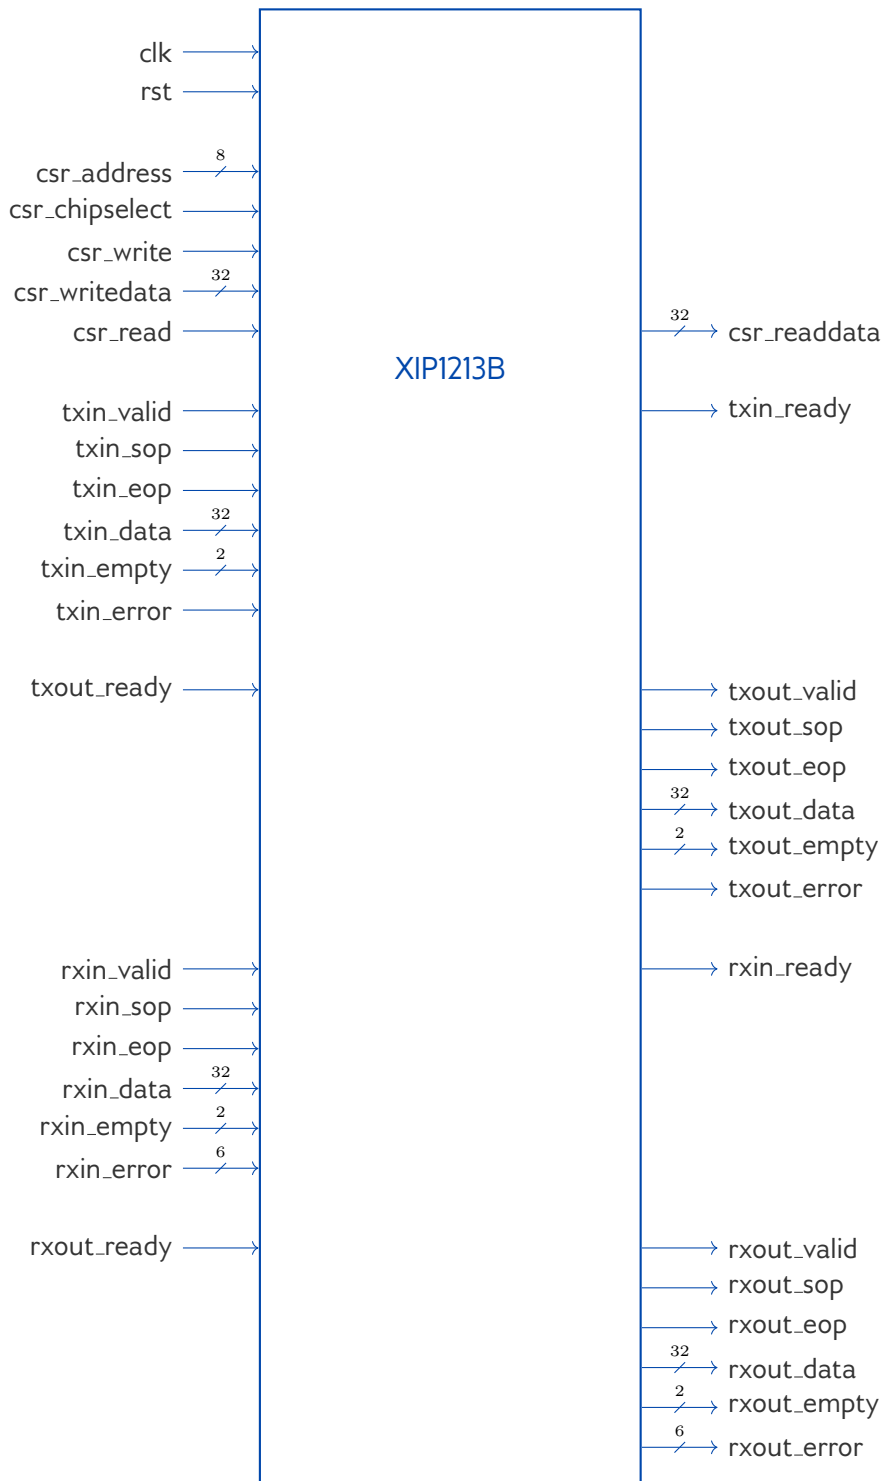 clk
rst
csr_address 8
csr_chipselect
csr_write
csr_writedata 32
csr_read
32 csr_readdata
XIP1213B
txin_valid
txin_ready
txin_sop
txin_eop
txin_data 32
txin_empty 2
txin_error
txout_ready
txout_valid
txout_sop
txout_eop
32 txout_data
2 txout_empty
txout_error
rxin_valid
rxin_ready
rxin_sop
rxin_eop
rxin_data 32
rxin_empty 2
rxin_error 6
rxout_ready
rxout_valid
rxout_sop
rxout_eop
32 rxout_data
2 rxout_empty
6 rxout_error